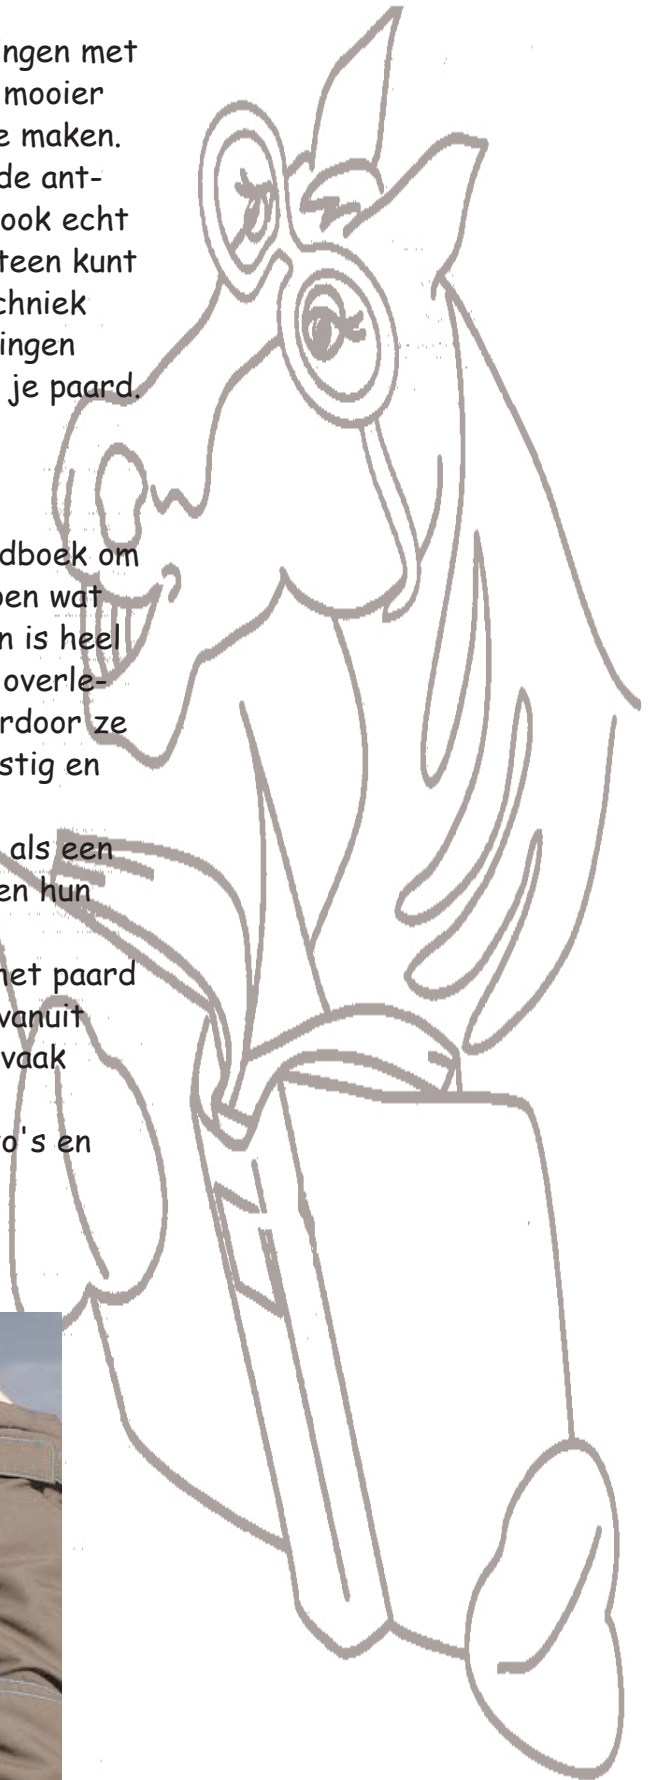 ingen met
mooier
e maken.
de ant-
ook echt
teen kunt
chniek
ingen
je paard.
dboek om
pen wat
n is heel
overle-
rdoor ze
stig en
als een
en hun
het paard
vanuit
vaak
o's en